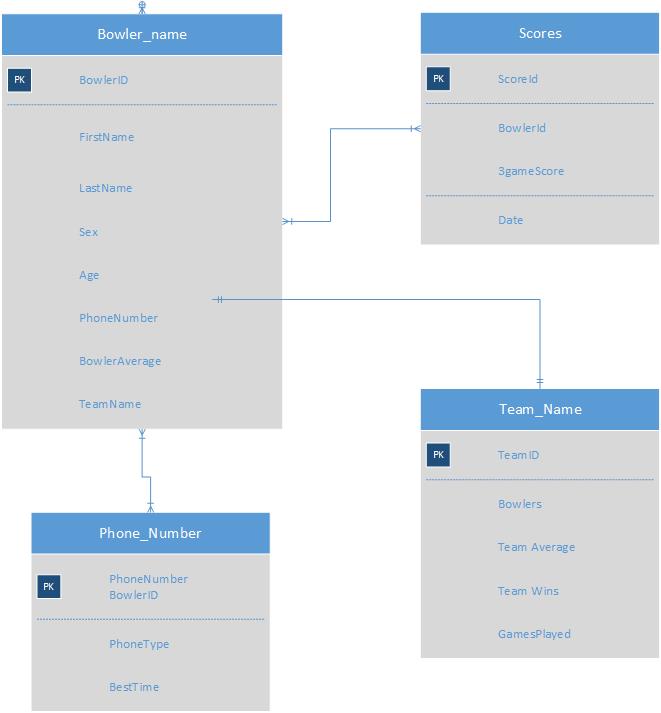 Bowler_name
PK
BowlerID
FirstName
LastName
Sex
Age
PhoneNumber
BowlerAverage
TeamName
Scores
PK
ScoreId
BowlerId
3gameScore
Date
Team_Name
PK
TeamID
Bowlers
Team Average
Team Wins
GamesPlayed
Phone_Number
PK
PhoneNumber
BowlerID
PhoneType
BestTime